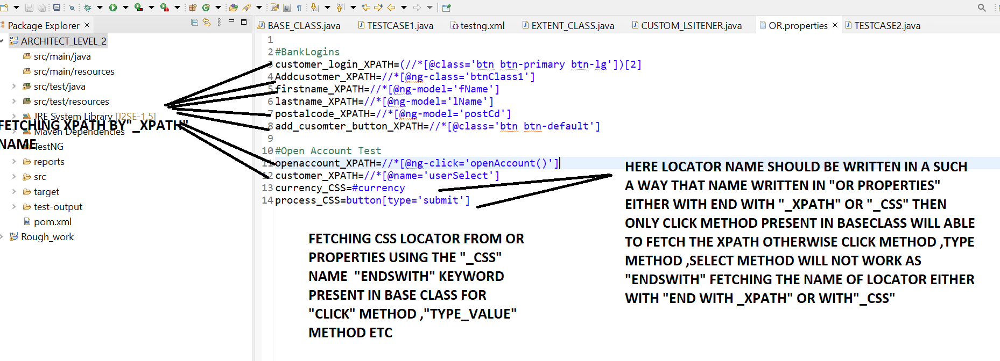 Package Explorer
ARCHITECT_LEVEL_2
src/main/java
src/main/resources
src/test/java
src/test/resources
JRE System Library [J2SE-1.5]
Maven Dependencies
TestNG
reports
src
target
test-output
pom.xml
Rough_work
FETCHING XPATH BY"_XPATH"
NAME
BASE_CLASS.java
TESTCASE1.java
testng.xml
EXTENT_CLASS.java
CUSTOM_LSITENER.java
OR.properties
TESTCASE2.java
1
2 #BankLogins
3 customer_login_XPATH=(//*[@class='btn btn-primary btn-lg'])[2]
4 Addcusotmer_XPATH=//*[@ng-class='btnClass1']
5 firstname_XPATH=//*[@ng-model='fName']
6 lastname_XPATH=//*[@ng-model='lName']
7 postalcode_XPATH=//*[@ng-model='postCd']
8 add_cusomter_button_XPATH=//*[@class='btn btn-default']
9
10 #Open Account Test
11 openaccount_XPATH=//*[@ng-click='openAccount()']
12 customer_XPATH=//*[@name='userSelect']
13 currency_CSS=#currency
14 process_CSS=button[type='submit']
FETCHING CSS LOCATOR FROM OR
PROPERTIES USING THE "_CSS"
NAME "ENDSWITH" KEYWORD
PRESENT IN BASE CLASS FOR
"CLICK" METHOD ,"TYPE_VALUE"
METHOD ETC
HERE LOCATOR NAME SHOULD BE WRITTEN IN A SUCH
A WAY THAT NAME WRITTEN IN "OR PROPERTIES"
EITHER WITH END WITH "_XPATH" OR "_CSS" THEN
ONLY CLICK METHOD PRESENT IN BASECLASS WILL ABLE
TO FETCH THE XPATH OTHERWISE CLICK METHOD ,TYPE
METHOD ,SELECT METHOD WILL NOT WORK AS
"ENDSWITH" FETCHING THE NAME OF LOCATOR EITHER
WITH "END WITH _XPATH" OR WITH"_CSS"